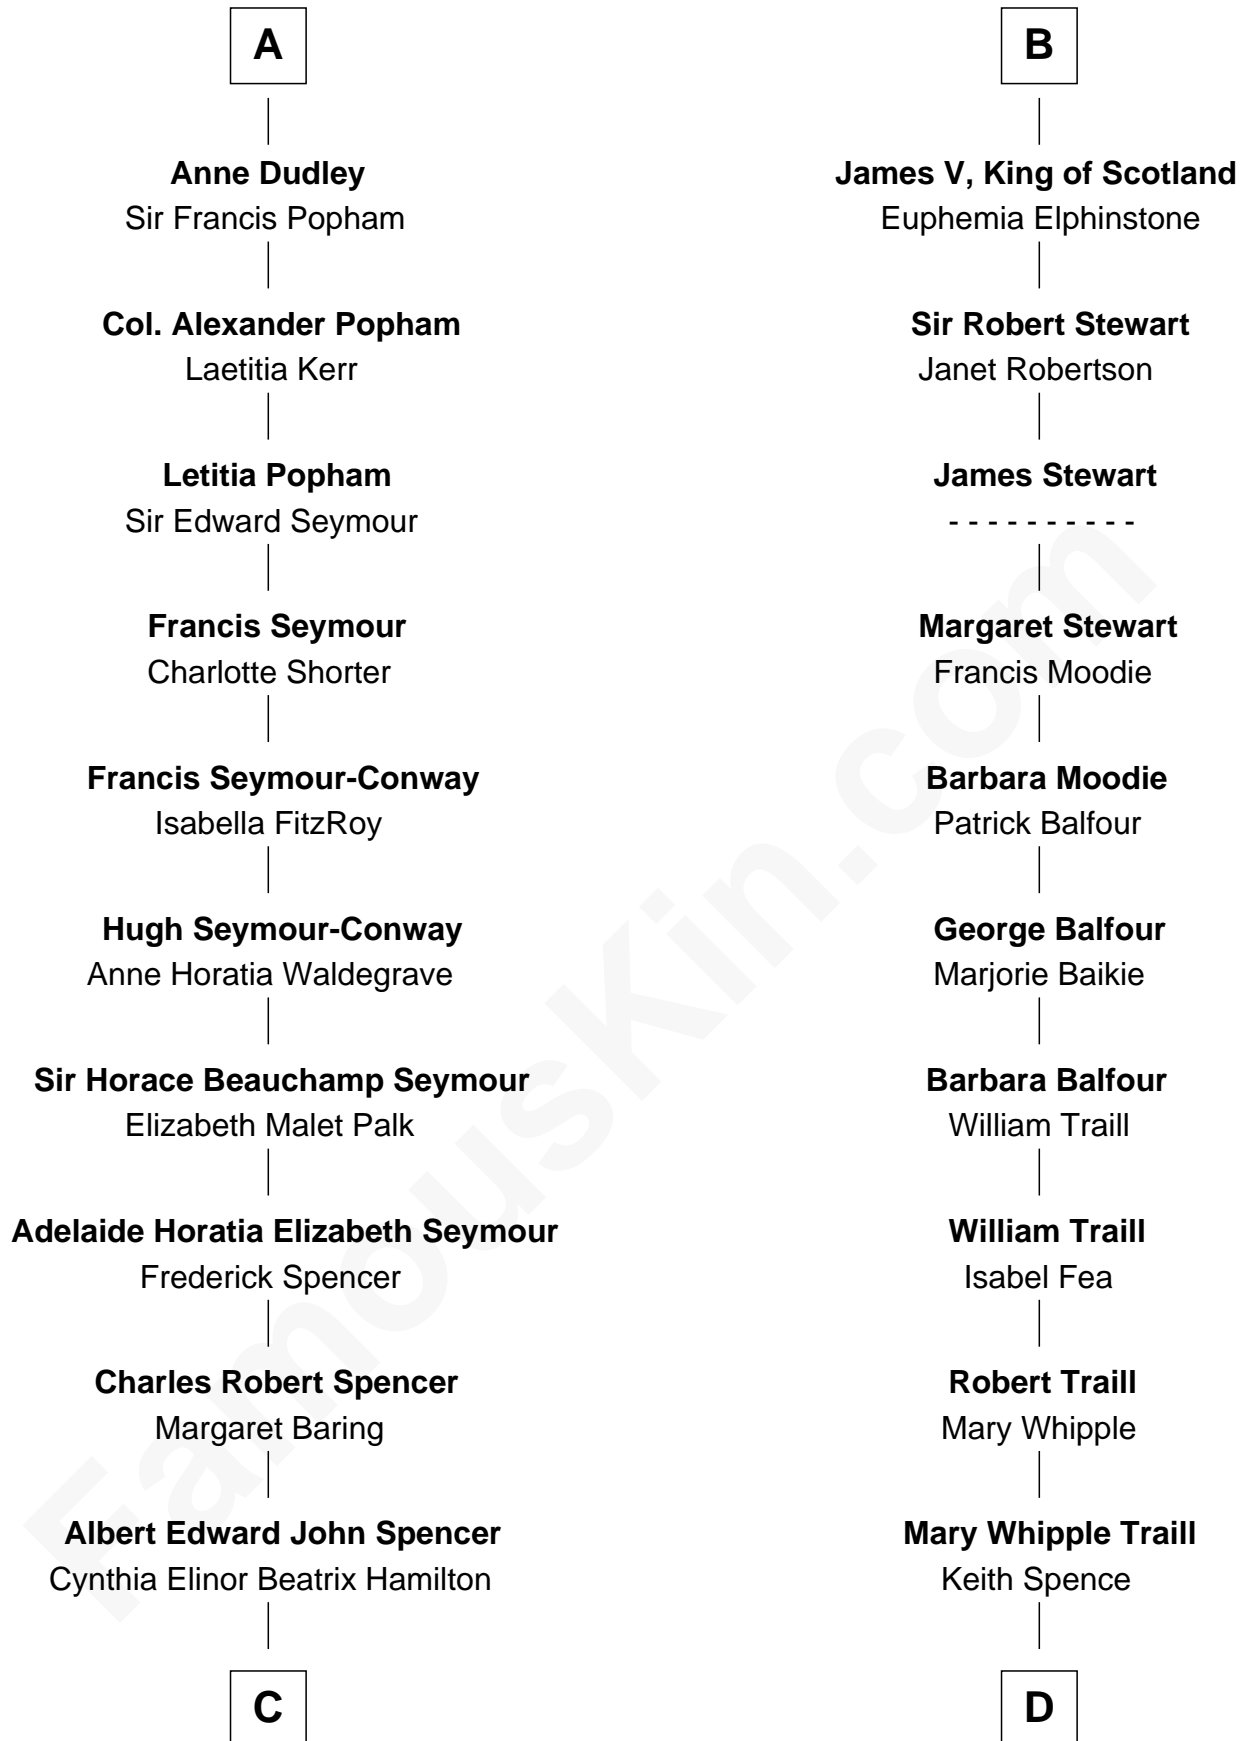 A
Anne Dudley
Sir Francis Popham
Col. Alexander Popham
Laetitia Kerr
Letitia Popham
Sir Edward Seymour
Francis Seymour
Charlotte Shorter
Francis Seymour-Conway
Isabella FitzRoy
Hugh Seymour-Conway
Anne Horatia Waldegrave
Sir Horace Beauchamp Seymour
Elizabeth Malet Palk
Adelaide Horatia Elizabeth Seymour
Frederick Spencer
Charles Robert Spencer
Margaret Baring
Albert Edward John Spencer
Cynthia Elinor Beatrix Hamilton
C
B
James V, King of Scotland
Euphemia Elphinstone
Sir Robert Stewart
Janet Robertson
James Stewart
- - - - - - - - - -
Margaret Stewart
Francis Moodie
Barbara Moodie
Patrick Balfour
George Balfour
Marjorie Baikie
Barbara Balfour
William Traill
William Traill
Isabel Fea
Robert Traill
Mary Whipple
Mary Whipple Traill
Keith Spence
D
FamousKin.com